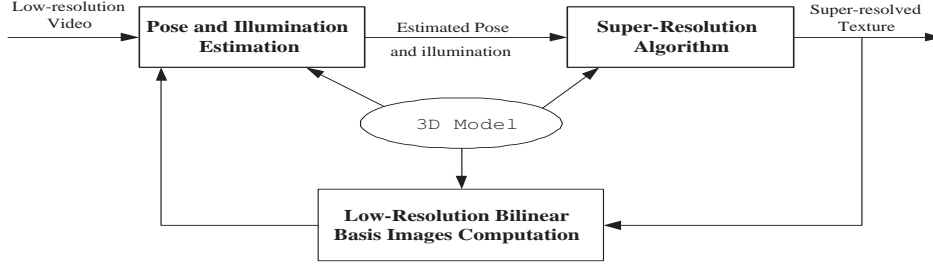 Low-resolution
Video
Pose and Illumination
Estimation
Estimated Pose
and illumination
Super-Resolution
Algorithm
Super-resolved
Texture
3D Model
Low-Resolution Bilinear
Basis Images Computation